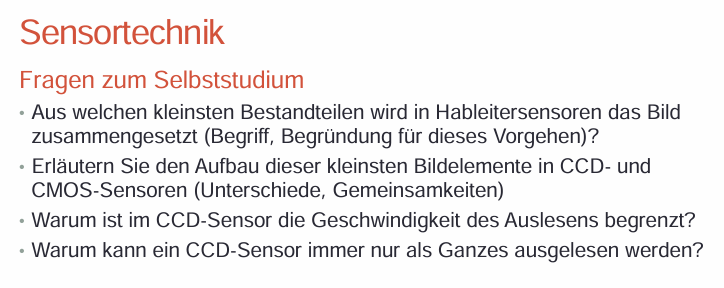 Sensortechnik
Fragen zum Selbststudium
• Aus welchen kleinsten Bestandteilen wird in Hableitersensoren das Bild
zusammengesetzt (Begriff, Begründung für dieses Vorgehen)?
• Erläutern Sie den Aufbau dieser kleinsten Bildelemente in CCD- und
CMOS-Sensoren (Unterschiede, Gemeinsamkeiten)
• Warum ist im CCD-Sensor die Geschwindigkeit des Auslesens begrenzt?
• Warum kann ein CCD-Sensor immer nur als Ganzes ausgelesen werden?